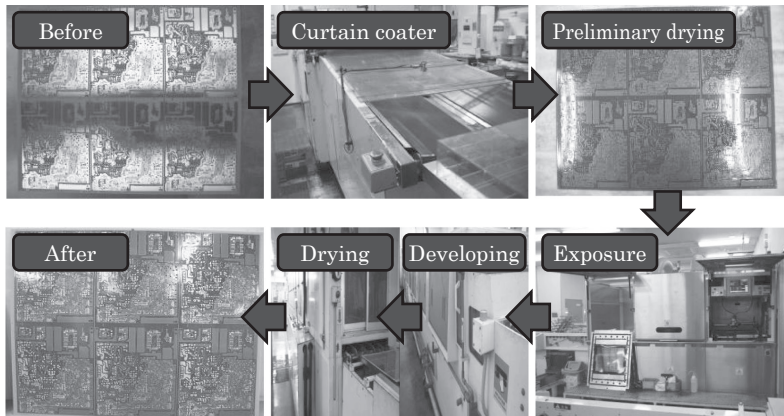 Before
Curtain coater
Preliminary drying
Exposure
Developing
Drying
After